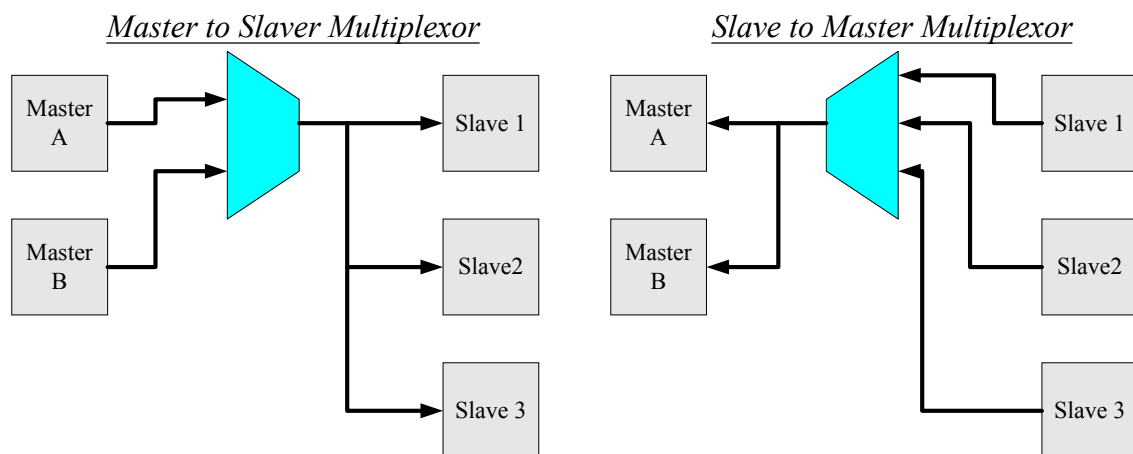 Master to Slaver Multiplexor
Master
A
Master
B
Slave 1
Slave2
Slave 3
Slave to Master Multiplexor
Master
A
Master
B
Slave 1
Slave2
Slave 3